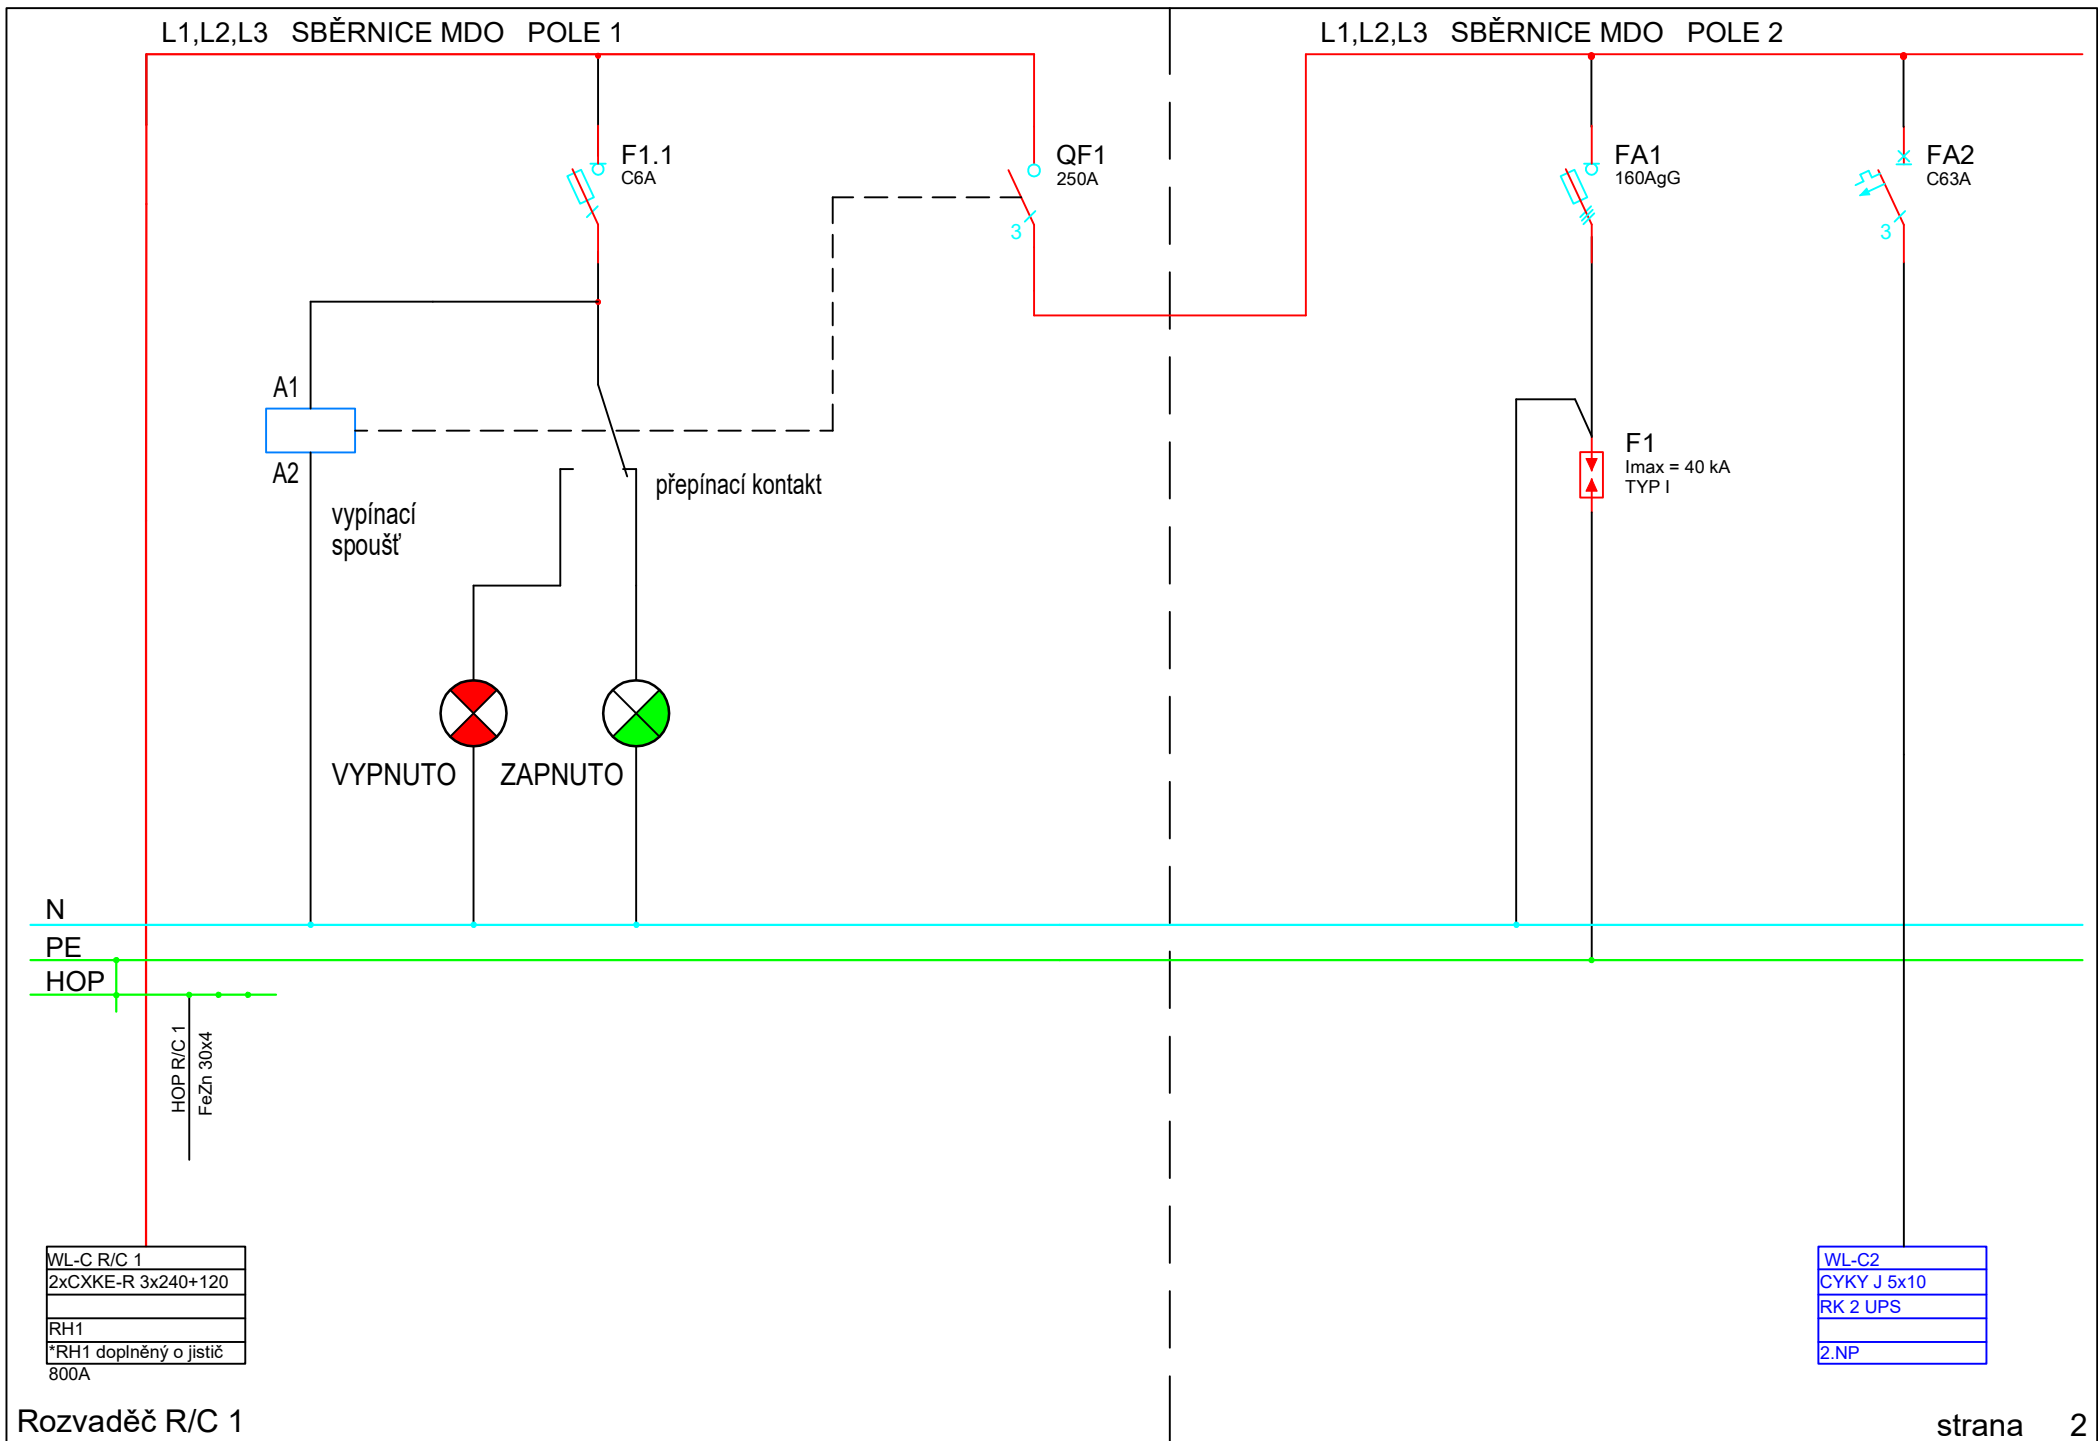 L1,L2,L3 SBĚRNICE MDO POLE 1
L1,L2,L3 SBĚRNICE MDO POLE 2
F1.1
C6A
QF1
250A
3
FA1
160AgG
FA2
C63A
3
A1
A2
vypínací
spoušť
přepínací kontakt
F1
Imax = 40 kA
TYP I
VYPNUTO
ZAPNUTO
N
PE
HOP
HOP R/C 1
FeZn 30x4
WL-C R/C 1
2xCXKE-R 3x240+120
RH1
*RH1 doplněný o jistič
800A
WL-C2
CYKY J 5x10
RK 2 UPS
2.NP
Rozvaděč R/C 1
strana 2